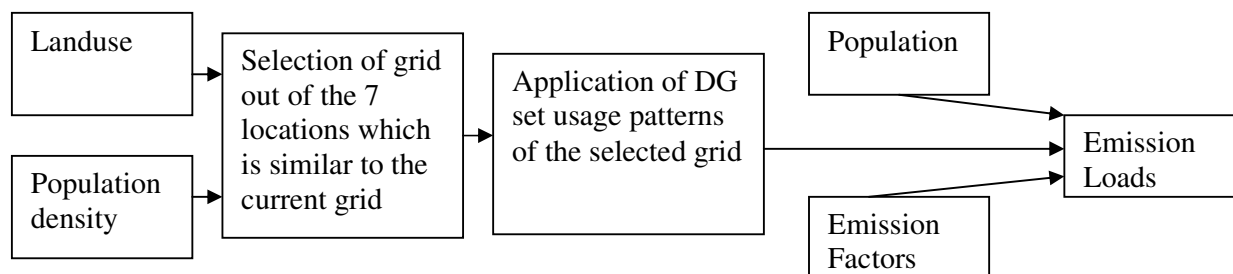 Landuse
Population
density
Selection of grid
out of the 7
locations which
is similar to the
current grid
Application of DG
set usage patterns
of the selected grid
Population
Emission
Factors
Emission
Loads